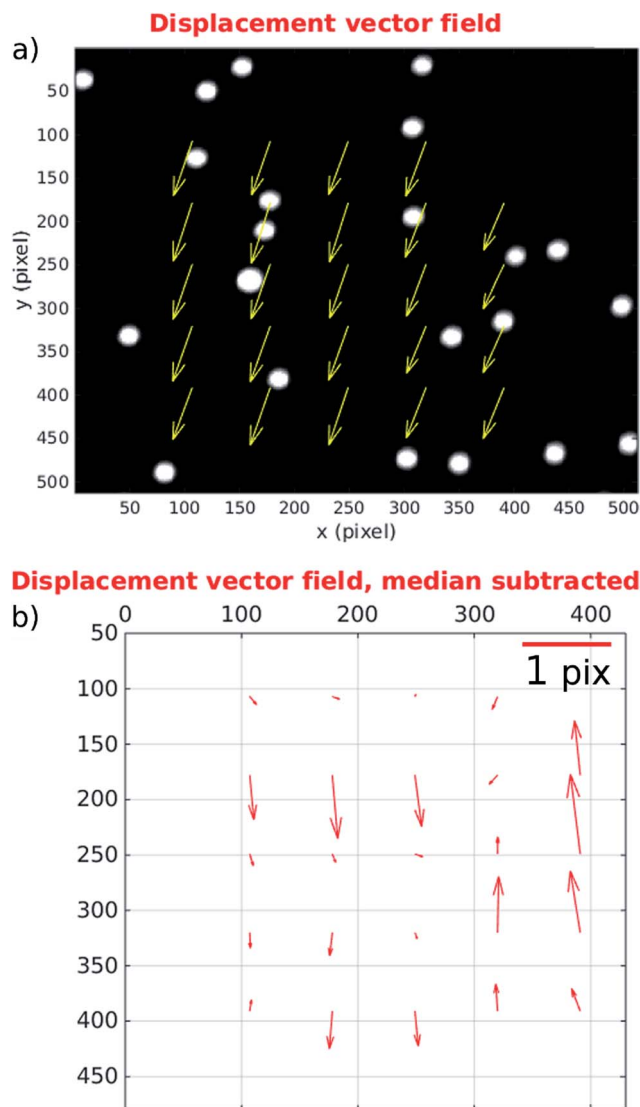 Displacement vector field
a)
50
100
150
200
250
300
350
400
450
500
y (pixel)
50 100 150 200 250 300 350 400 450 500
x (pixel)
Displacement vector field, median subtracted
b)
0 100 200 300 400
50
100
150
200
250
300
350
400
450
1 pix